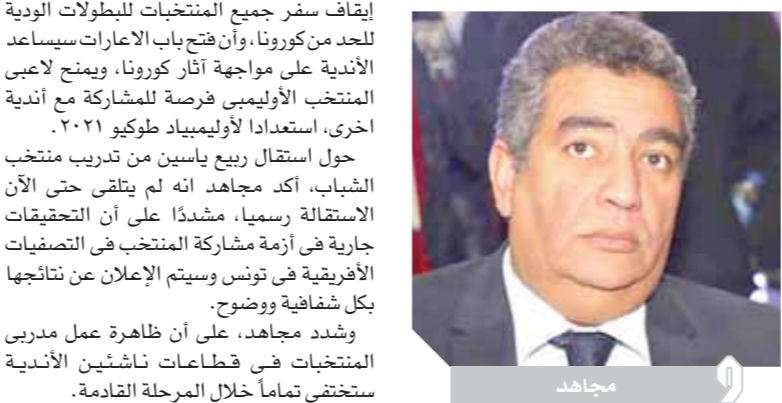 إيقاف سفر جميع المنتخبات للبطولات الودية
للحد من كورونا، وأن فتح باب الاعارات سيساعد
الأندية على مواجهة آثار كورونا، ويمنح لاعبى
المنتخب الأوليمبى فرصة للمشاركة مع أندية
اخرى، استعدادا لأوليمبياد طوكيو ٢٠٢١.
حول استقال ربيع ياسين من تدريب منتخب
الشباب، أكد مجاهد انه لم يتلقى حتى الآن
الاستقالة رسميا، مشددًا على أن التحقيقات
جارية فى أزمة مشاركة المنتخب فى التصفيات
الأفريقية فى تونس وسيتم الإعلان عن نتائجها
بكل شفافية ووضوح.
وشدد مجاهد، على أن ظاهرة عمل مدربى
المنتخبات فى قطاعات ناشئين الأندية
ستختفى تماماً خلال المرحلة القادمة.
مجاهد